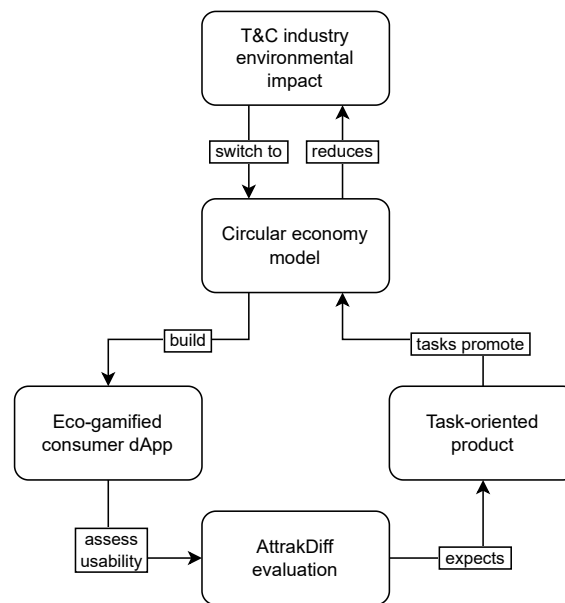 T&C industry
environmental
impact
switch to
reduces
Circular economy
model
build
tasks promote
Eco-gamified
consumer dApp
Task-oriented
product
assess
usability
AttrakDiff
evaluation
expects